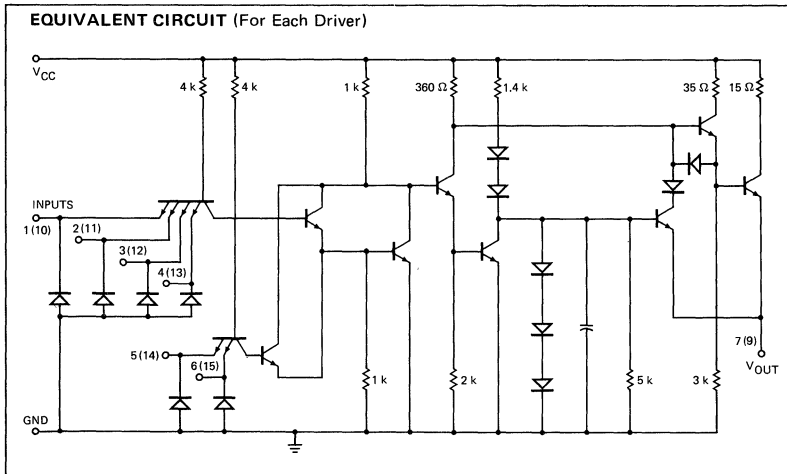 EQUIVALENT CIRCUIT (For Each Driver)
VCC
4 k
4 k
1 k
360 Ω
1.4 k
35 Ω
15 Ω
INPUTS
1 (10)
2 (11)
3 (12)
4 (13)
5 (14)
6 (15)
1 k
2 k
5 k
3 k
7 (9)
VOUT
GND